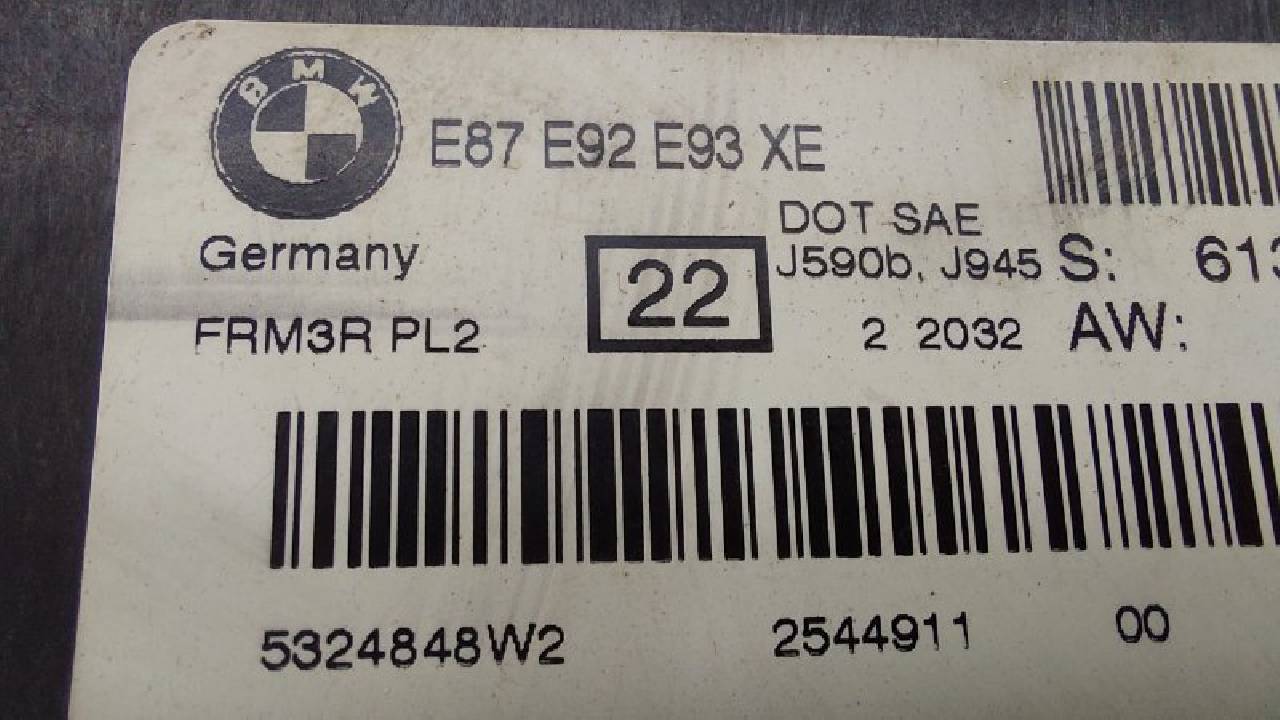 BMW
E87 E92 E93 XE
DOT SAE
Germany
22
J590b, J945 S: 613
FRM3R PL2
2 2032 AW:
5324848W2 2544911 00